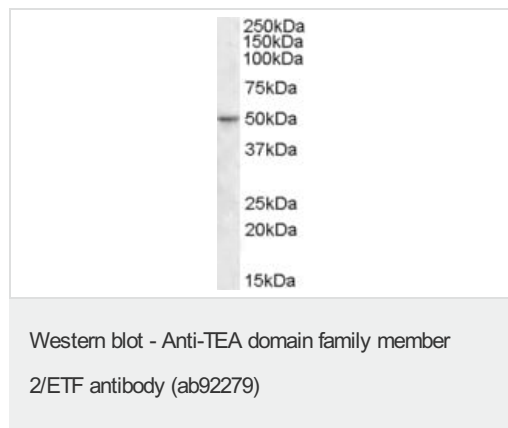 250kDa
150kDa
100kDa
75kDa
50kDa
37kDa
25kDa
20kDa
15kDa
Western blot - Anti-TEA domain family member
2/ETF antibody (ab92279)